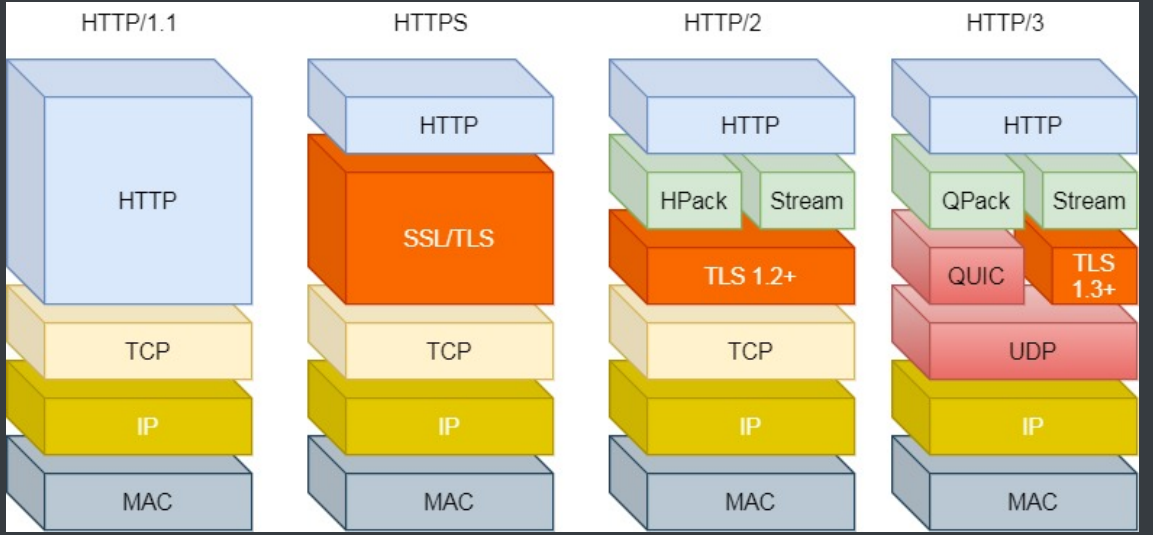 HTTP/1.1
HTTPS
HTTP/2
HTTP/3
HTTP
TCP
IP
MAC
HTTP
SSL/TLS
TCP
IP
MAC
HTTP
HPack
Stream
TLS 1.2+
TCP
IP
MAC
HTTP
QPack
Stream
QUIC
TLS
1.3+
UDP
IP
MAC